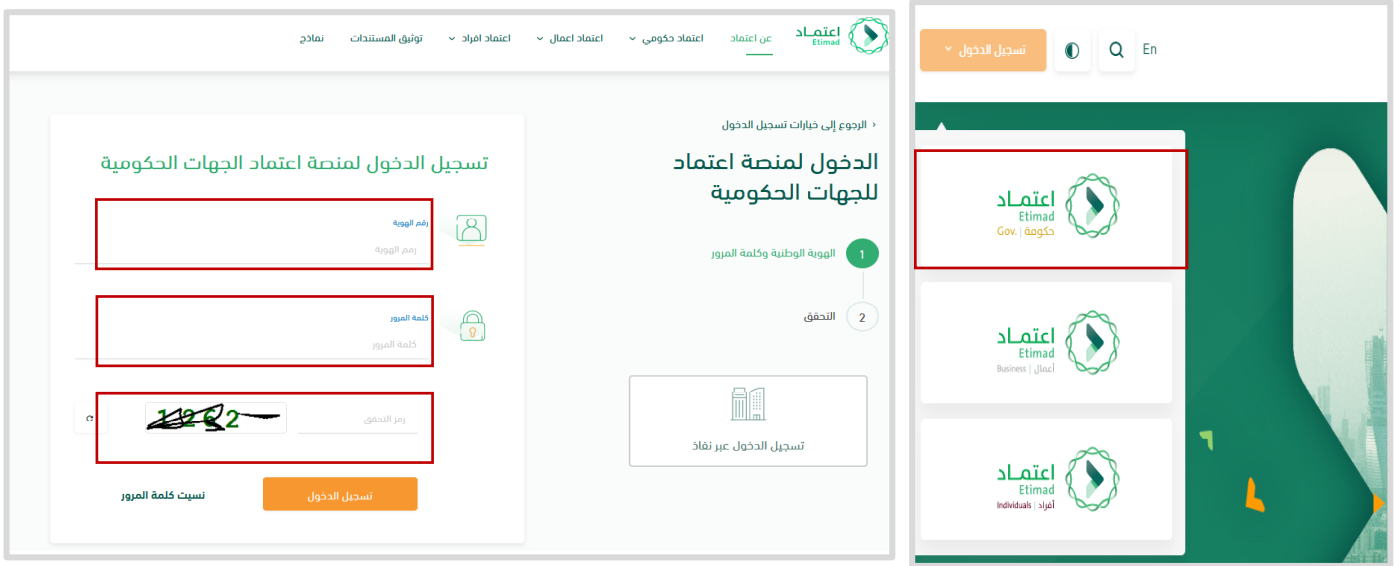 En
تسجيل الدخول
اعتماد
Etimad
حكومة | Gov.
اعتماد
Etimad
أعمال | Business
اعتماد
Etimad
أفراد | Individuals
اعتماد
Etimad
عن اعتماد
اعتماد حكومي
اعتماد اعمال
اعتماد افراد
توثيق المستندات
نماذج
الرجوع إلى خيارات تسجيل الدخول
الدخول لمنصة اعتماد
للجهات الحكومية
1 الهوية الوطنية وكلمة المرور
2 التحقق
تسجيل الدخول عبر نفاذ
تسجيل الدخول لمنصة اعتماد الجهات الحكومية
رقم الهوية
رمم الهوية
كلمة المرور
كلمة المرور
رمز التحقق
1262
تسجيل الدخول
نسيت كلمة المرور